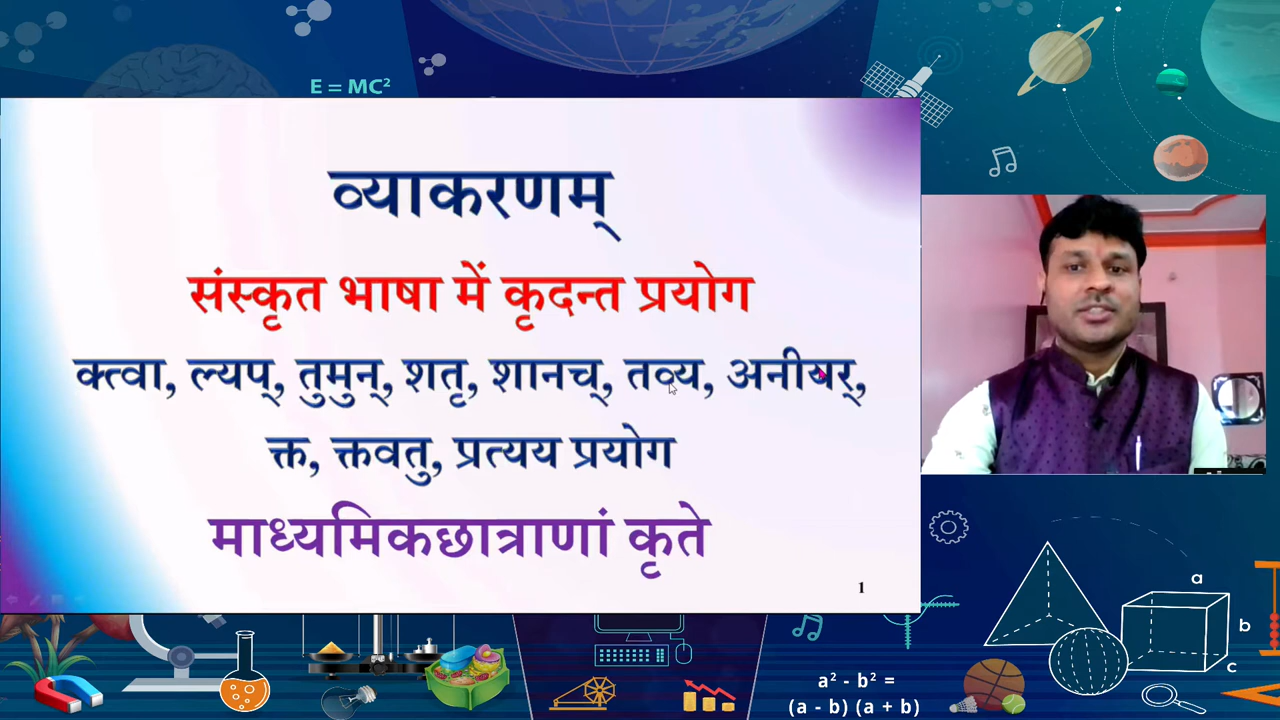 E = MC²
व्याकरणम्
संस्कृत भाषा में कृदन्त प्रयोग
क्त्वा, ल्यप्, तुमुन्, शतृ, शानच्, तव्य, अनीयर्,
क्त, क्तवतु, प्रत्यय प्रयोग
माध्यमिकछात्राणां कृते
1
a
b
c
a² - b² =
(a - b) (a + b)